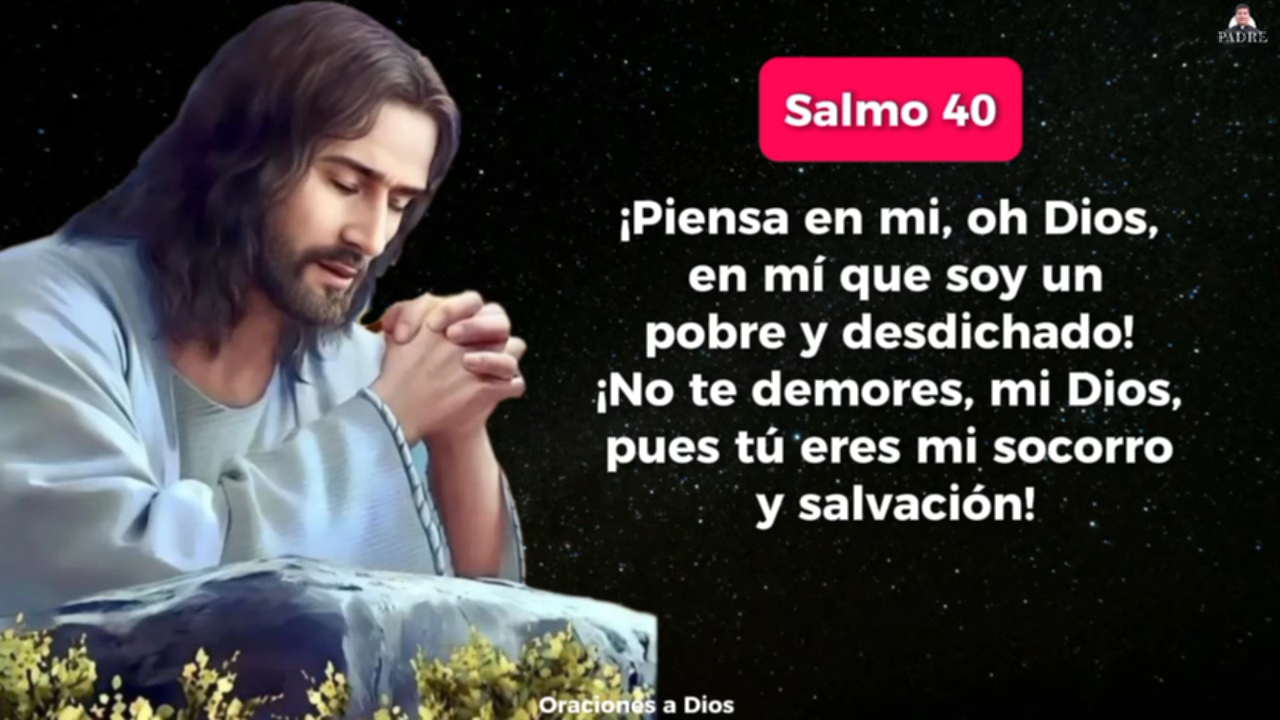 PADRE
Salmo 40
¡Piensa en mi, oh Dios,
en mí que soy un
pobre y desdichado!
¡No te demores, mi Dios,
pues tú eres mi socorro
y salvación!
Oraciones a Dios